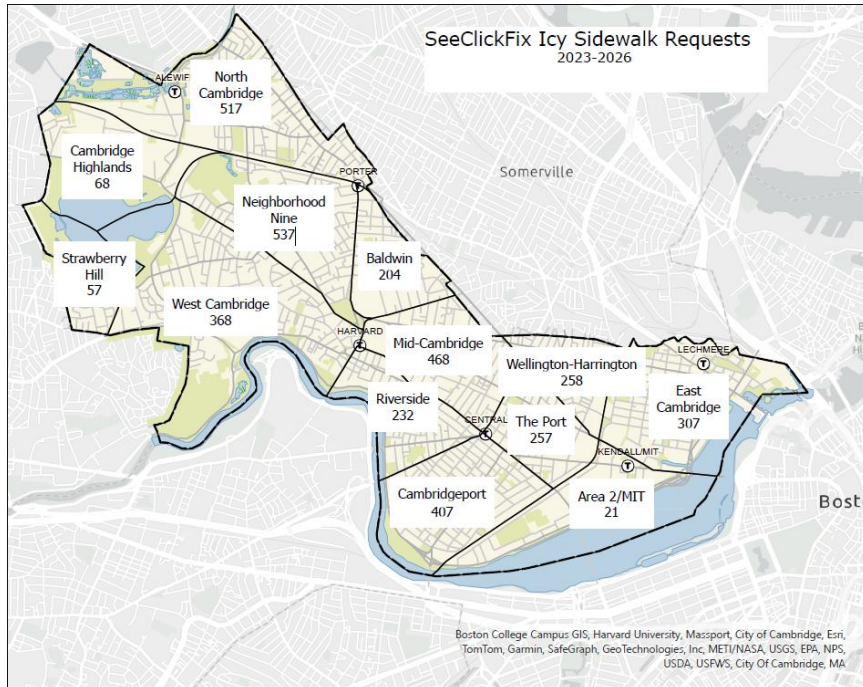 SeeClickFix Icy Sidewalk Requests
2023-2026
ALEWIF
North
Cambridge
517
Cambridge
Highlands
68
PORTER
Somerville
Neighborhood
Nine
537
Strawberry
Hill
57
Baldwin
204
West Cambridge
368
HARVARD
Mid-Cambridge
468
LECHMERE
Wellington-Harrington
258
East
Cambridge
307
Riverside
232
CENTRAL
The Port
257
KENDALL/MIT
Cambridgeport
407
Area 2/MIT
21
Bost
Boston College Campus GIS, Harvard University, Massport, City of Cambridge, Esri,
TomTom, Garmin, SafeGraph, GeoTechnologies, Inc, METI/NASA, USGS, EPA, NPS,
USDA, USFWS, City Of Cambridge, MA